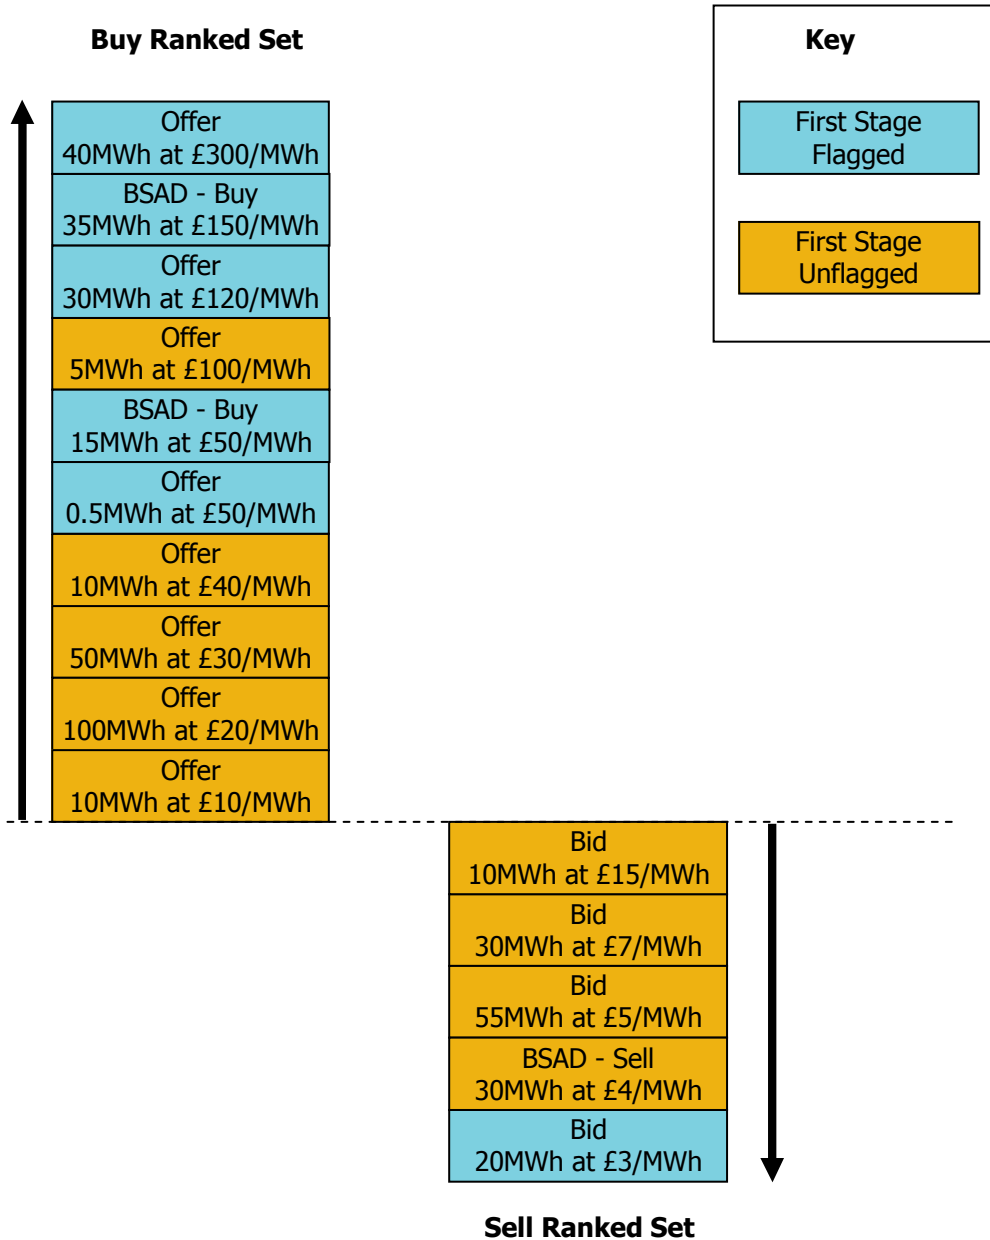 Buy Ranked Set
Key
Offer
40MWh at £300/MWh
BSAD - Buy
35MWh at £150/MWh
Offer
30MWh at £120/MWh
Offer
5MWh at £100/MWh
BSAD - Buy
15MWh at £50/MWh
Offer
0.5MWh at £50/MWh
Offer
10MWh at £40/MWh
Offer
50MWh at £30/MWh
Offer
100MWh at £20/MWh
Offer
10MWh at £10/MWh
First Stage
Flagged
First Stage
Unflagged
Bid
10MWh at £15/MWh
Bid
30MWh at £7/MWh
Bid
55MWh at £5/MWh
BSAD - Sell
30MWh at £4/MWh
Bid
20MWh at £3/MWh
Sell Ranked Set